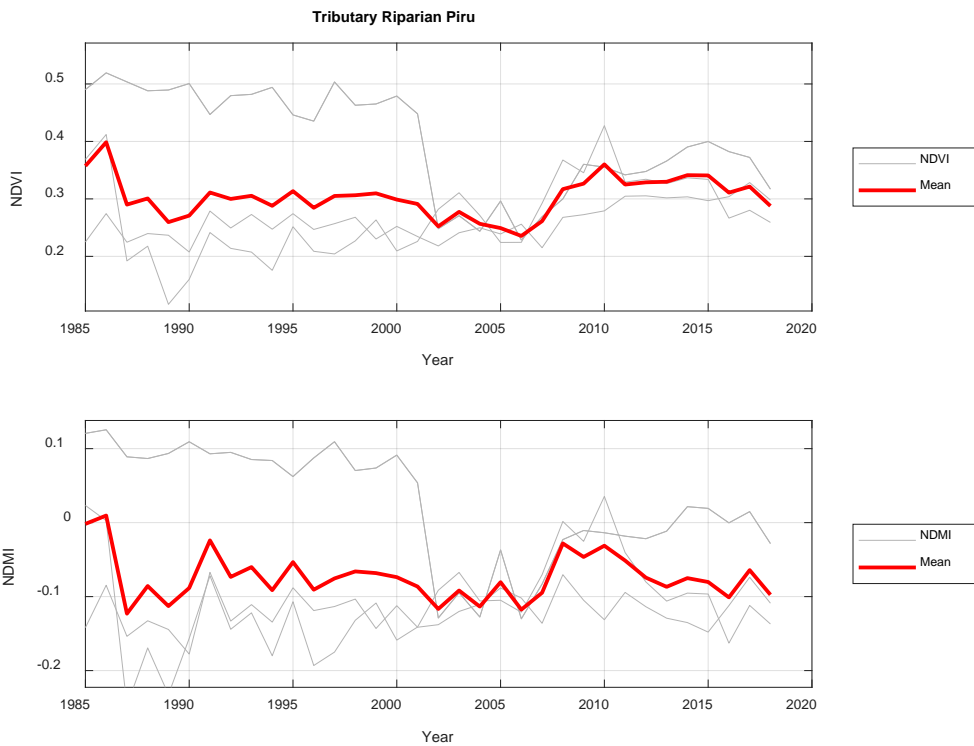 Tributary Riparian Piru
0.5
0.4
0.3
0.2
NDVI
1985 1990 1995 2000 2005 2010 2015 2020
Year
NDVI
Mean
0.1
0
-0.1
-0.2
NDMI
1985 1990 1995 2000 2005 2010 2015 2020
Year
NDMI
Mean